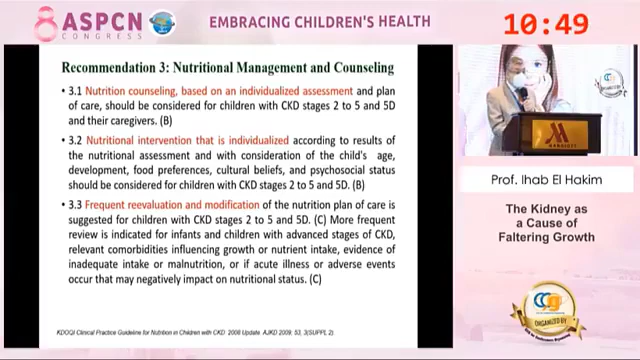 8 ASPCN
CONGRESS
EMBRACING CHILDREN'S HEALTH
10:49
Recommendation 3: Nutritional Management and Counseling
• 3.1 Nutrition counseling, based on an individualized assessment and plan
of care, should be considered for children with CKD stages 2 to 5 and 5D
and their caregivers. (B)
• 3.2 Nutritional intervention that is individualized according to results of
the nutritional assessment and with consideration of the child's age,
development, food preferences, cultural beliefs, and psychosocial status
should be considered for children with CKD stages 2 to 5 and 5D. (B)
• 3.3 Frequent reevaluation and modification of the nutrition plan of care is
suggested for children with CKD stages 2 to 5 and 5D. (C) More frequent
review is indicated for infants and children with advanced stages of CKD,
relevant comorbidities influencing growth or nutrient intake, evidence of
inadequate intake or malnutrition, or if acute illness or adverse events
occur that may negatively impact on nutritional status. (C)
KDOQI Clinical Practice Guideline for Nutrition in Children with CKD: 2008 Update. AJKD 2009; 53, 3(SUPPL 2).
Marriott
Prof. Ihab El Hakim
The Kidney as
a Cause of
Faltering Growth
ORGANIZED BY